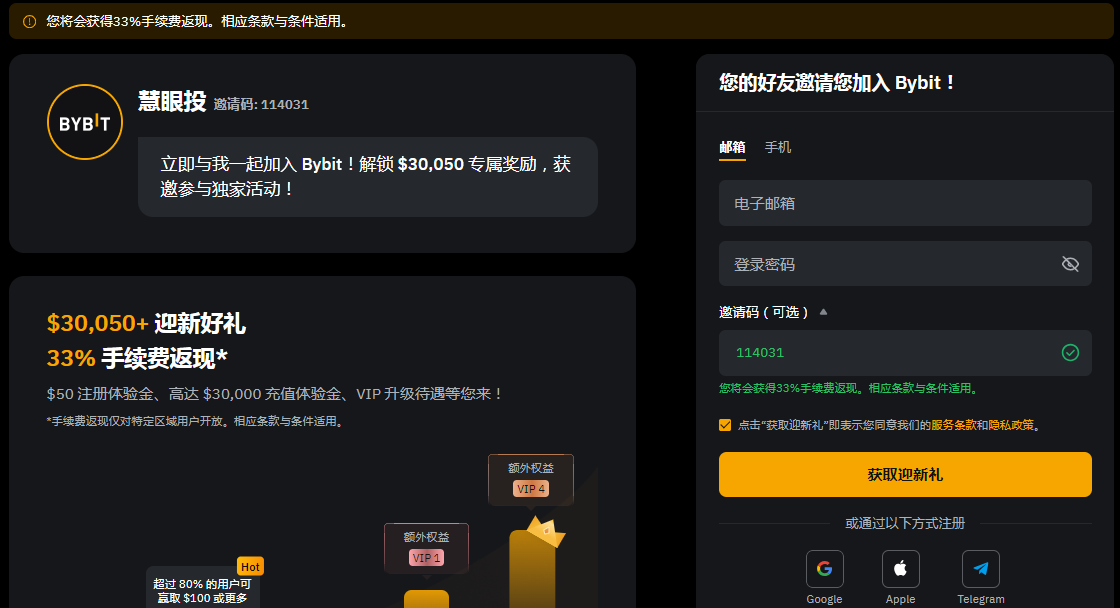 您将会获得33%手续费返现。相应条款与条件适用。
BYBIT
慧眼投 邀请码: 114031
立即与我一起加入 Bybit！解锁 $30,050 专属奖励，获
邀参与独家活动！
$30,050+ 迎新好礼
33% 手续费返现*
$50 注册体验金、高达 $30,000 充值体验金、VIP 升级待遇等您来！
*手续费返现仅对特定区域用户开放。相应条款与条件适用。
额外权益
VIP 4
额外权益
VIP 1
Hot
超过 80% 的用户可
赢取 $100 或更多
您的好友邀请您加入 Bybit！
邮箱 手机
电子邮箱
登录密码
邀请码（可选）
114031
您将会获得33%手续费返现。相应条款与条件适用。
点击“获取迎新礼”即表示您同意我们的服务条款和隐私政策。
获取迎新礼
或通过以下方式注册
Google Apple Telegram